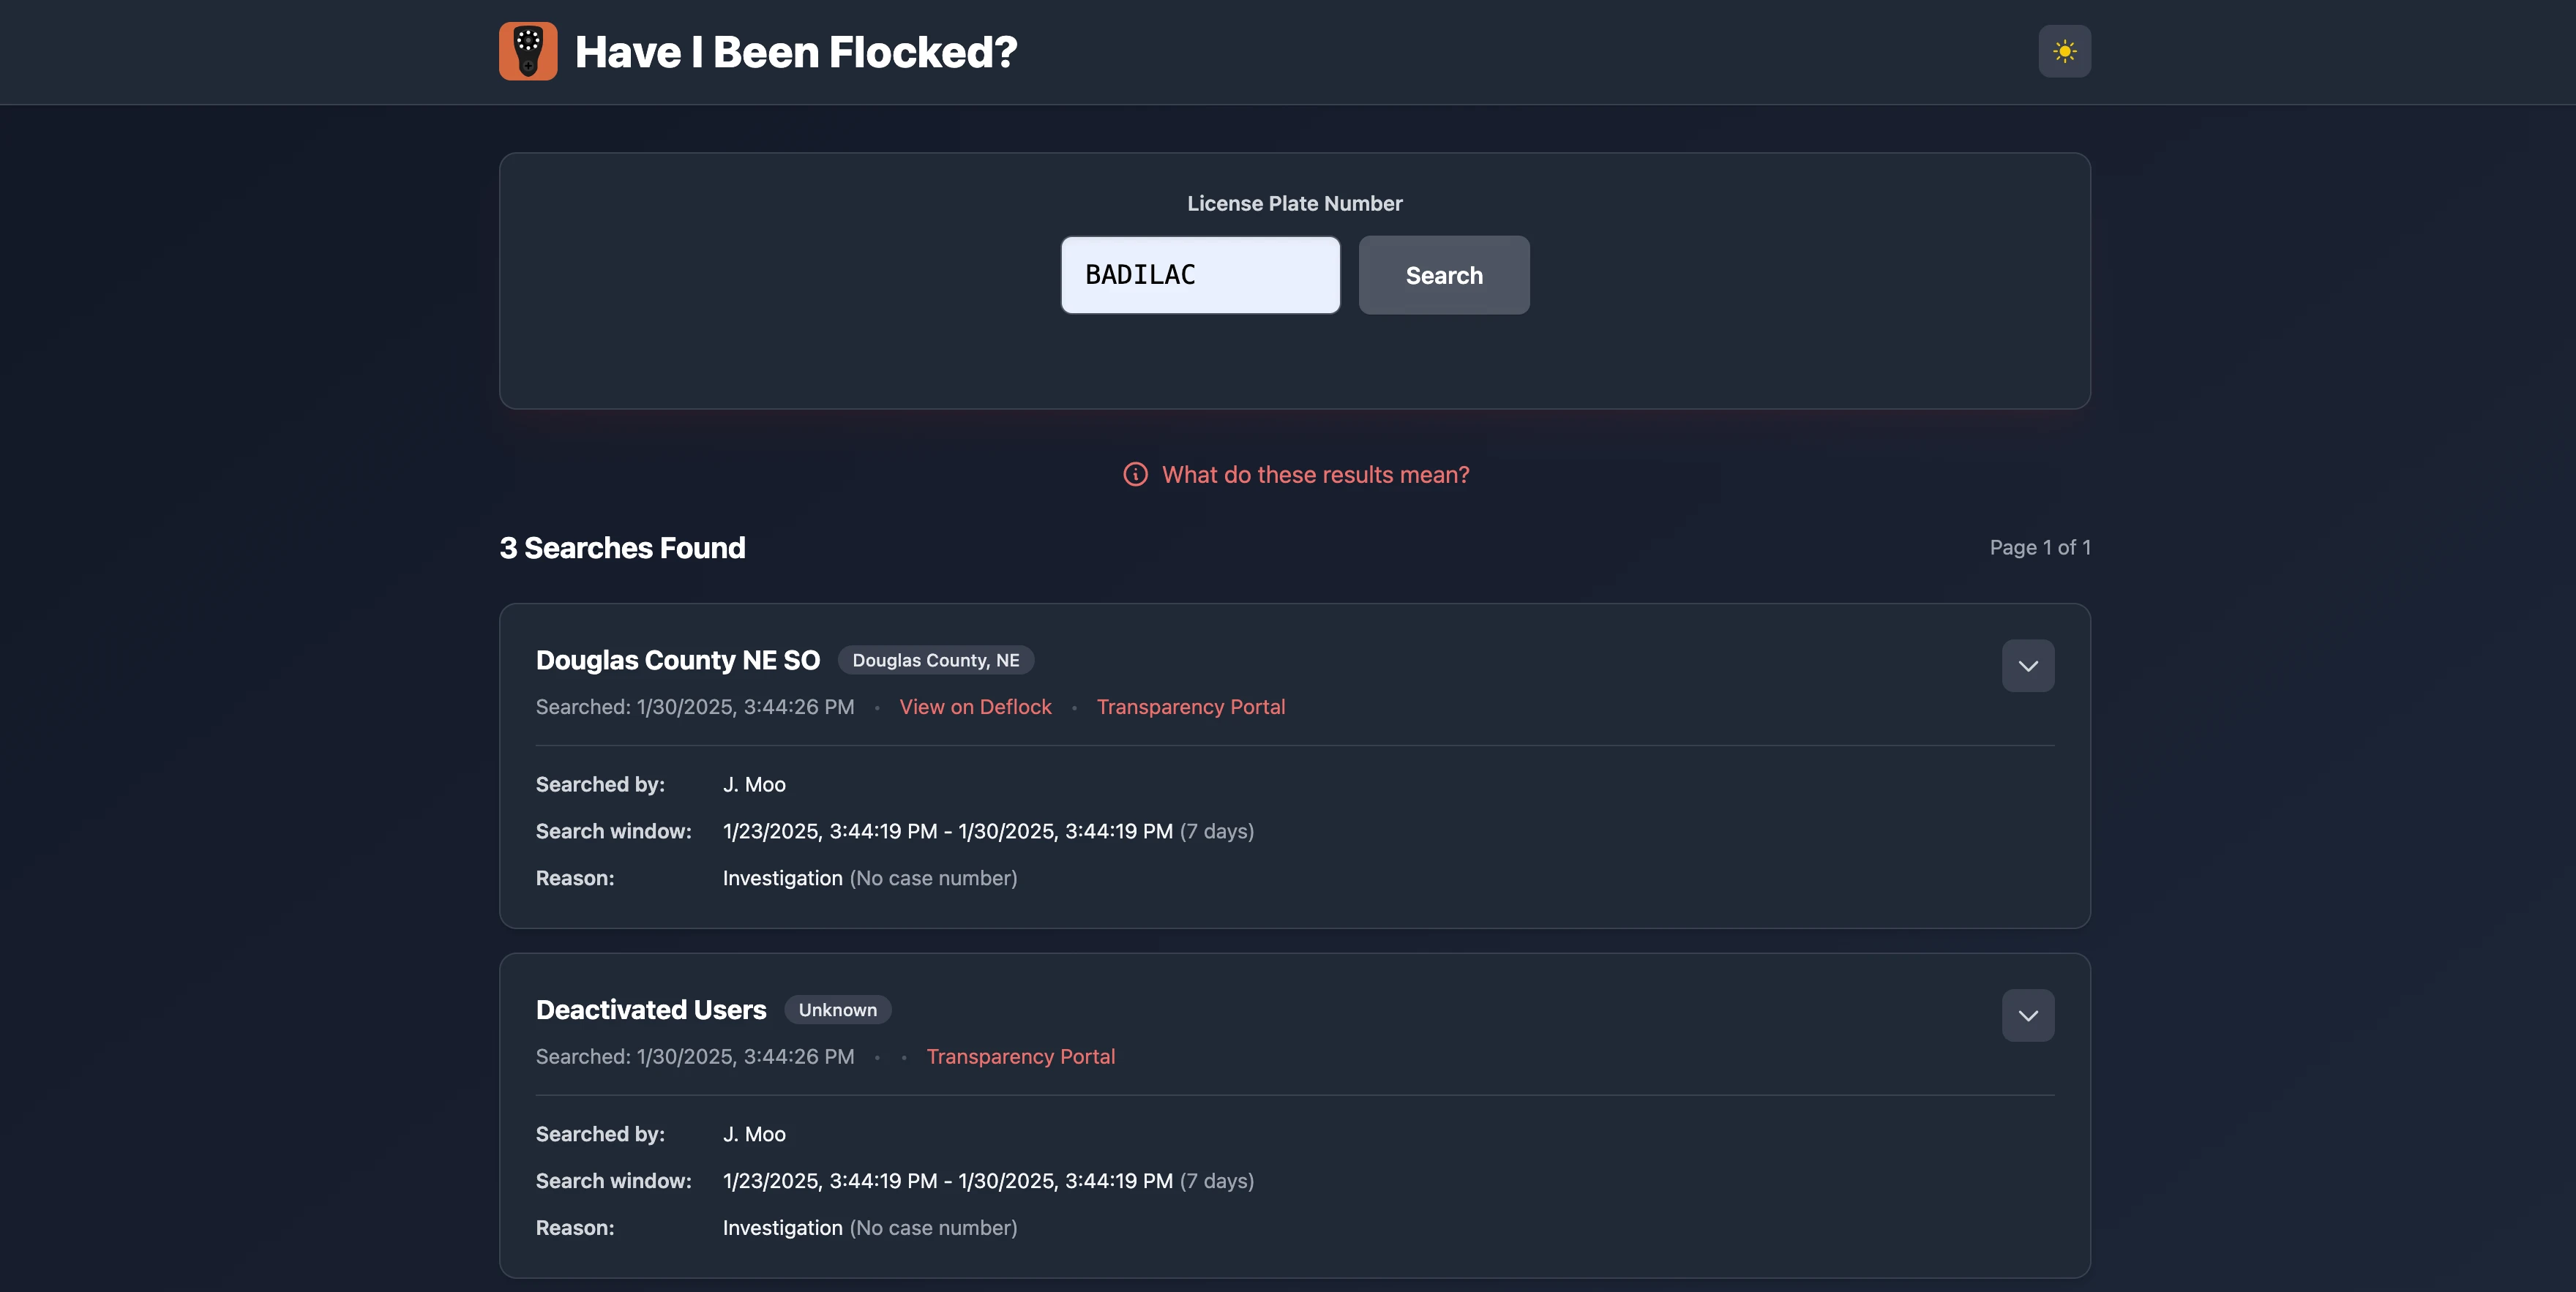 Have I Been Flocked?
License Plate Number
BADILAC
Search
What do these results mean?
3 Searches Found
Page 1 of 1
Douglas County NE SO Douglas County, NE
Searched: 1/30/2025, 3:44:26 PM • View on Deflock • Transparency Portal
Searched by: J. Moo
Search window: 1/23/2025, 3:44:19 PM - 1/30/2025, 3:44:19 PM (7 days)
Reason: Investigation (No case number)
Deactivated Users Unknown
Searched: 1/30/2025, 3:44:26 PM • • Transparency Portal
Searched by: J. Moo
Search window: 1/23/2025, 3:44:19 PM - 1/30/2025, 3:44:19 PM (7 days)
Reason: Investigation (No case number)